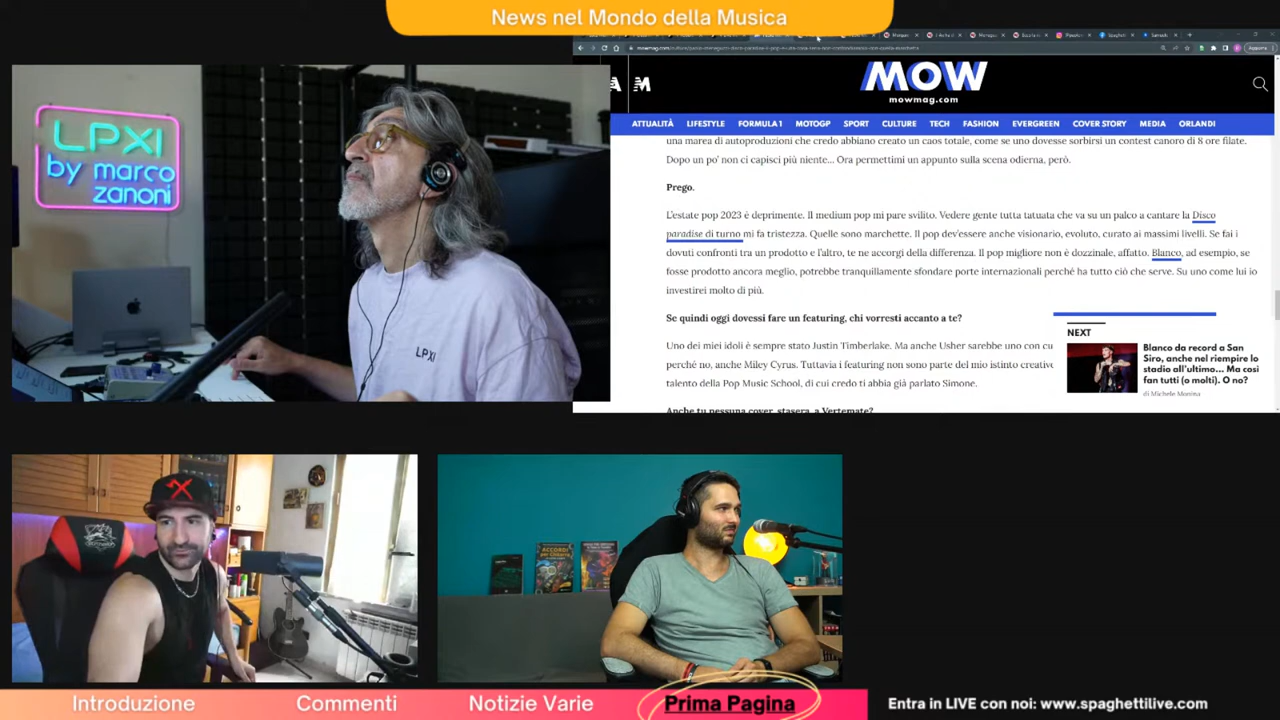 News nel Mondo della Musica
LPXI
by marco
zanoni
LPXI
ACCORDI
MOW
mowmag.com
ATTUALITÀ LIFESTYLE FORMULA 1 MOTOGP SPORT CULTURE TECH FASHION EVERGREEN COVER STORY MEDIA ORLANDI
una marea di autoproduzioni che credo abbiano creato un caos totale, come se uno dovesse sorbirsi un contest canoro di 8 ore filate.
Dopo un po' non ci capisci più niente... Ora permettimi un appunto sulla scena odierna, però.
Prego.
L'estate pop 2023 è deprimente. Il medium pop mi pare svilito. Vedere gente tutta tatuata che va su un palco a cantare la Disco
paradise di turno mi fa tristezza. Quelle sono marchette. Il pop dev'essere anche visionario, evoluto, curato ai massimi livelli. Se fai i
dovuti confronti tra un prodotto e l'altro, te ne accorgi della differenza. Il pop migliore non è dozzinale, affatto. Blanco, ad esempio, se
fosse prodotto ancora meglio, potrebbe tranquillamente sfondare porte internazionali perché ha tutto ciò che serve. Su uno come lui io
investirei molto di più.
Se quindi oggi dovessi fare un featuring, chi vorresti accanto a te?
Uno dei miei idoli è sempre stato Justin Timberlake. Ma anche Usher sarebbe uno con cu
perché no, anche Miley Cyrus. Tuttavia i featuring non sono parte del mio istinto creative
talento della Pop Music School, di cui credo ti abbia già parlato Simone.
Anche tu nessuna cover, stasera, a Vertemate?
NEXT
Blanco da record a San
Siro, anche nel riempire lo
stadio all'ultimo... Ma così
fan tutti (o molti). O no?
di Michele Monina
Introduzione
Commenti
Notizie Varie
Prima Pagina
Entra in LIVE con noi: www.spaghettilive.com